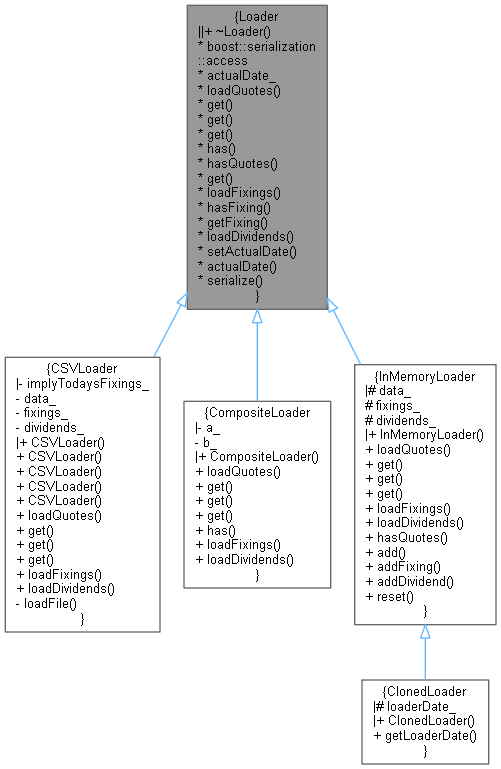 {Loader
||+ ~Loader()
* boost::serialization
::access
* actualDate_
* loadQuotes()
* get()
* get()
* get()
* has()
* hasQuotes()
* get()
* loadFixings()
* hasFixing()
* getFixing()
* loadDividends()
* setActualDate()
* actualDate()
* serialize()
}
{CSVLoader
|- implyTodaysFixings_
- data_
- fixings_
- dividends_
|+ CSVLoader()
+ CSVLoader()
+ CSVLoader()
+ CSVLoader()
+ CSVLoader()
+ loadQuotes()
+ get()
+ get()
+ get()
+ loadFixings()
+ loadDividends()
- loadFile()
}
{CompositeLoader
|- a_
- b_
|+ CompositeLoader()
+ loadQuotes()
+ get()
+ get()
+ get()
+ has()
+ loadFixings()
+ loadDividends()
}
{InMemoryLoader
|# data_
# fixings_
# dividends_
|+ InMemoryLoader()
+ loadQuotes()
+ get()
+ get()
+ get()
+ loadFixings()
+ loadDividends()
+ hasQuotes()
+ add()
+ addFixing()
+ addDividend()
+ reset()
}
{ClonedLoader
|# loaderDate_
|+ ClonedLoader()
+ getLoaderDate()
}